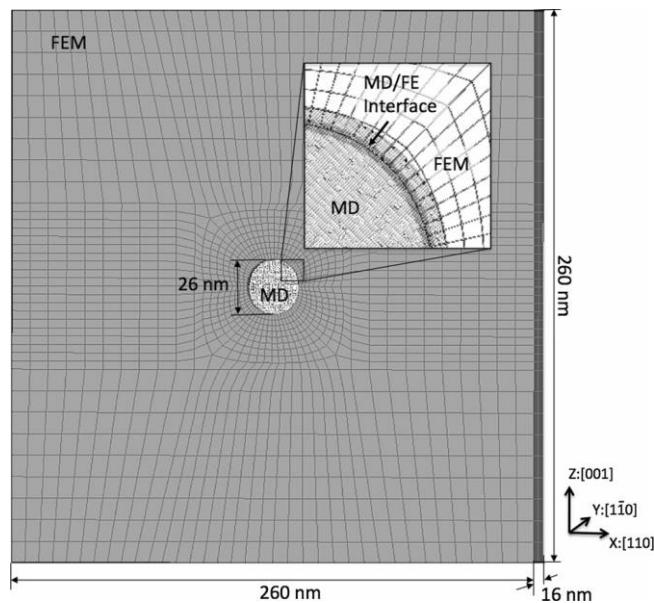 FEM
MD/FE
Interface
FEM
MD
26 nm
MD
260 nm
Z:[001]
Y:[11̅0]
X:[110]
260 nm
16 nm